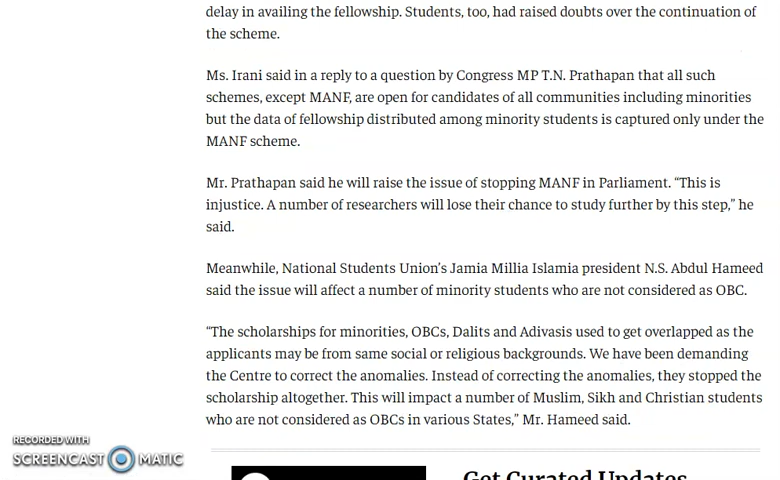 delay in availing the fellowship. Students, too, had raised doubts over the continuation of
the scheme.
Ms. Irani said in a reply to a question by Congress MP T.N. Prathapan that all such
schemes, except MANF, are open for candidates of all communities including minorities
but the data of fellowship distributed among minority students is captured only under the
MANF scheme.
Mr. Prathapan said he will raise the issue of stopping MANF in Parliament. “This is
injustice. A number of researchers will lose their chance to study further by this step,” he
said.
Meanwhile, National Students Union’s Jamia Millia Islamia president N.S. Abdul Hameed
said the issue will affect a number of minority students who are not considered as OBC.
“The scholarships for minorities, OBCs, Dalits and Adivasis used to get overlapped as the
applicants may be from same social or religious backgrounds. We have been demanding
the Centre to correct the anomalies. Instead of correcting the anomalies, they stopped the
scholarship altogether. This will impact a number of Muslim, Sikh and Christian students
who are not considered as OBCs in various States,” Mr. Hameed said.
RECORDED WITH
SCREENCAST MATIC
Get Curated Updates